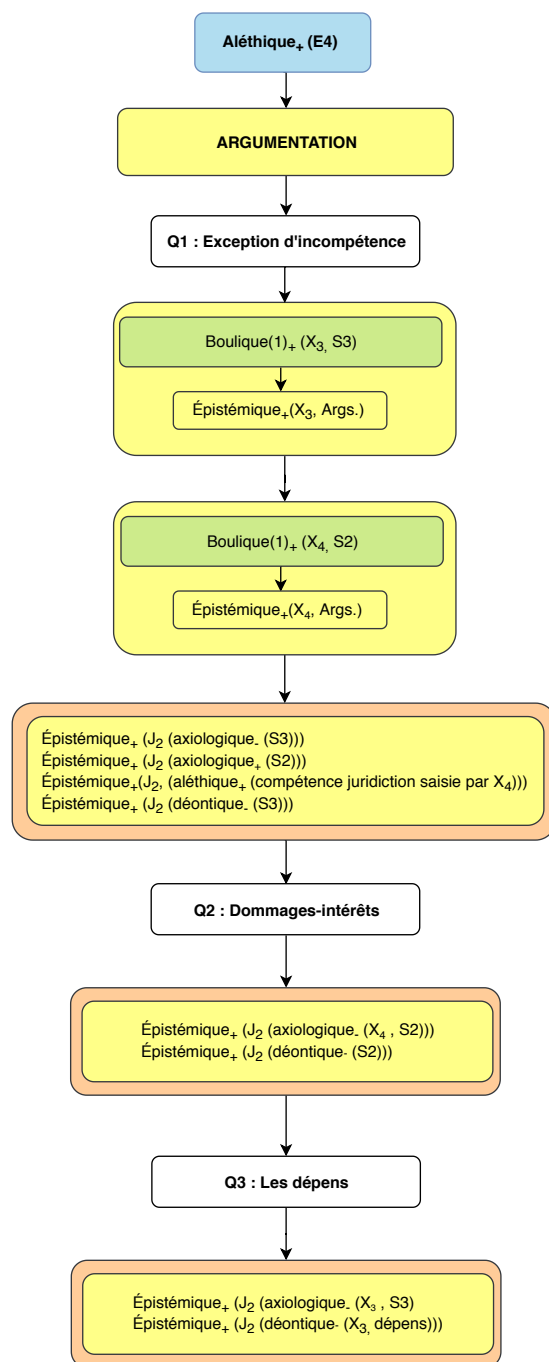 Aléthique₊ (E4)
ARGUMENTATION
Q1 : Exception d'incompétence
Boulique(1)₊ (X₃, S3)
Épistémique₊(X₃, Args.)
Boulique(1)₊ (X₄, S2)
Épistémique₊(X₄, Args.)
Épistémique₊ (J₂ (axiologique₋ (S3)))
Épistémique₊ (J₂ (axiologique₊ (S2)))
Épistémique₊(J₂, (aléthique₊ (compétence juridiction saisie par X₄)))
Épistémique₊ (J₂ (déontique₋ (S3)))
Q2 : Dommages-intérêts
Épistémique₊ (J₂ (axiologique₋ (X₄ , S2)))
Épistémique₊ (J₂ (déontique- (S2)))
Q3 : Les dépens
Épistémique₊ (J₂ (axiologique₋ (X₃ , S3)
Épistémique₊ (J₂ (déontique- (X₃, dépens)))